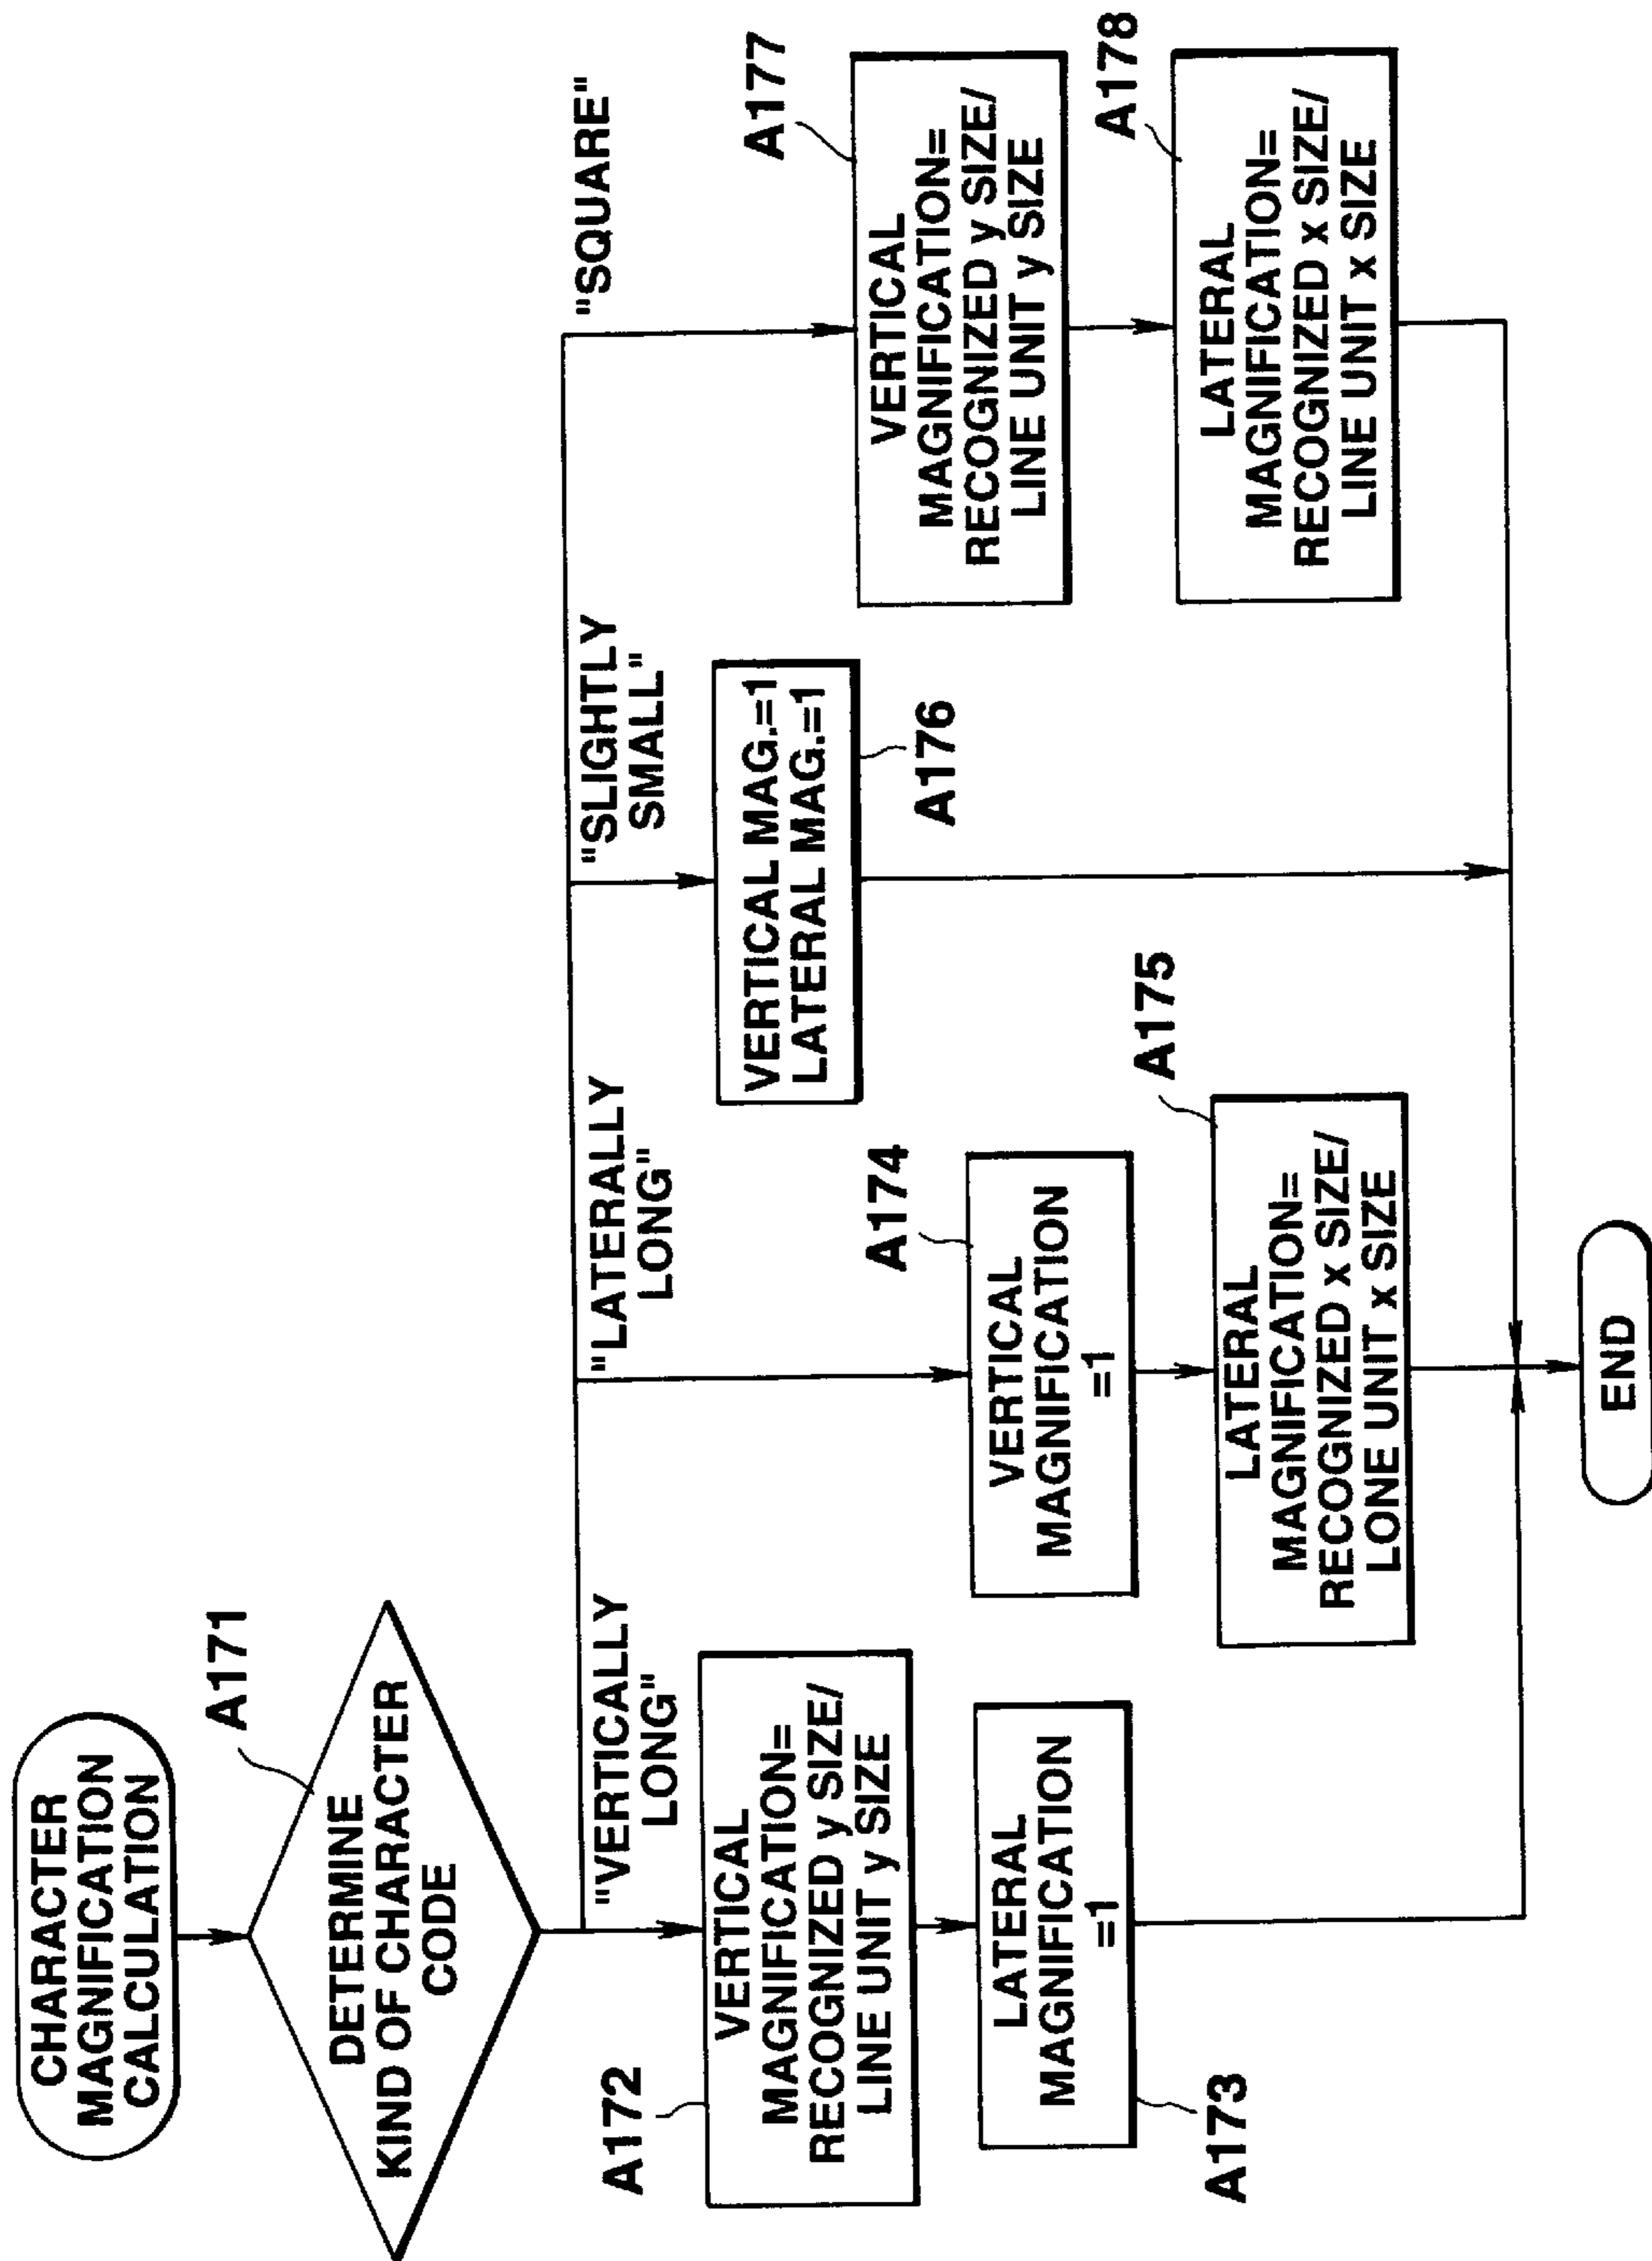 CHARACTER
MAGNIFICATION
CALCULATION
A171
DETERMINE
KIND OF CHARACTER
CODE
"VERTICALLY
LONG"
A172
VERTICAL
MAGNIFICATION=
RECOGNIZED y SIZE/
LINE UNIT y SIZE
LATERAL
MAGNIFICATION
=1
A173
"LATERALLY
LONG"
A174
VERTICAL
MAGNIFICATION
=1
A175
LATERAL
MAGNIFICATION=
RECOGNIZED x SIZE/
LONE UNIT x SIZE
"SLIGHTLY
SMALL"
VERTICAL MAG.=1
LATERAL MAG.=1
A176
"SQUARE"
A177
VERTICAL
MAGNIFICATION=
RECOGNIZED y SIZE/
LINE UNIT y SIZE
A178
LATERAL
MAGNIFICATION=
RECOGNIZED x SIZE/
LINE UNIT x SIZE
END